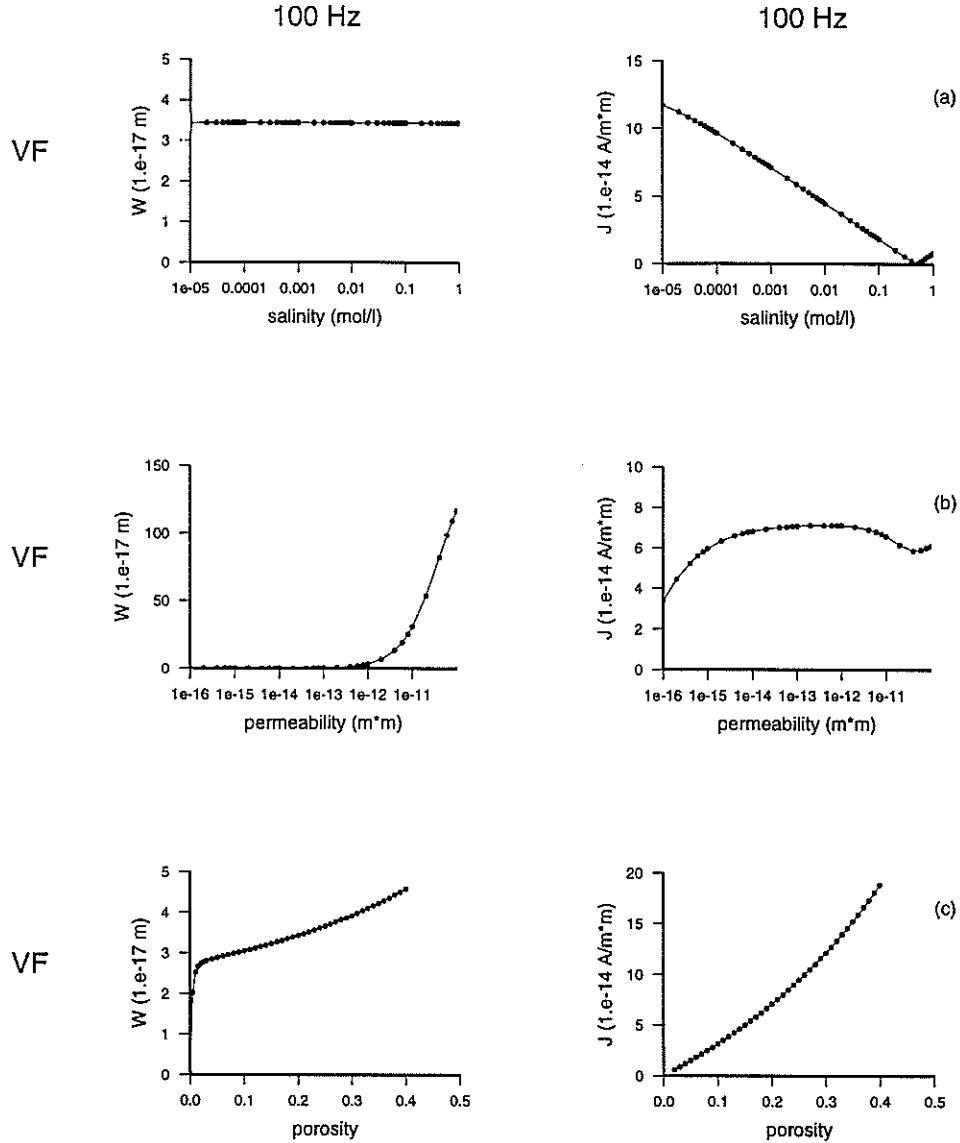 100 Hz
100 Hz
VF
W (1.e-17 m)
5
4
3
2
1
0
1e-05 0.0001 0.001 0.01 0.1 1
salinity (mol/l)
J (1.e-14 A/m*m)
15
10
5
0
1e-05 0.0001 0.001 0.01 0.1 1
salinity (mol/l)
(a)
VF
W (1.e-17 m)
150
100
50
0
1e-16 1e-15 1e-14 1e-13 1e-12 1e-11
permeability (m*m)
J (1.e-14 A/m*m)
10
8
6
4
2
0
1e-16 1e-15 1e-14 1e-13 1e-12 1e-11
permeability (m*m)
(b)
VF
W (1.e-17 m)
5
4
3
2
1
0
0.0 0.1 0.2 0.3 0.4 0.5
porosity
J (1.e-14 A/m*m)
20
15
10
5
0
0.0 0.1 0.2 0.3 0.4 0.5
porosity
(c)